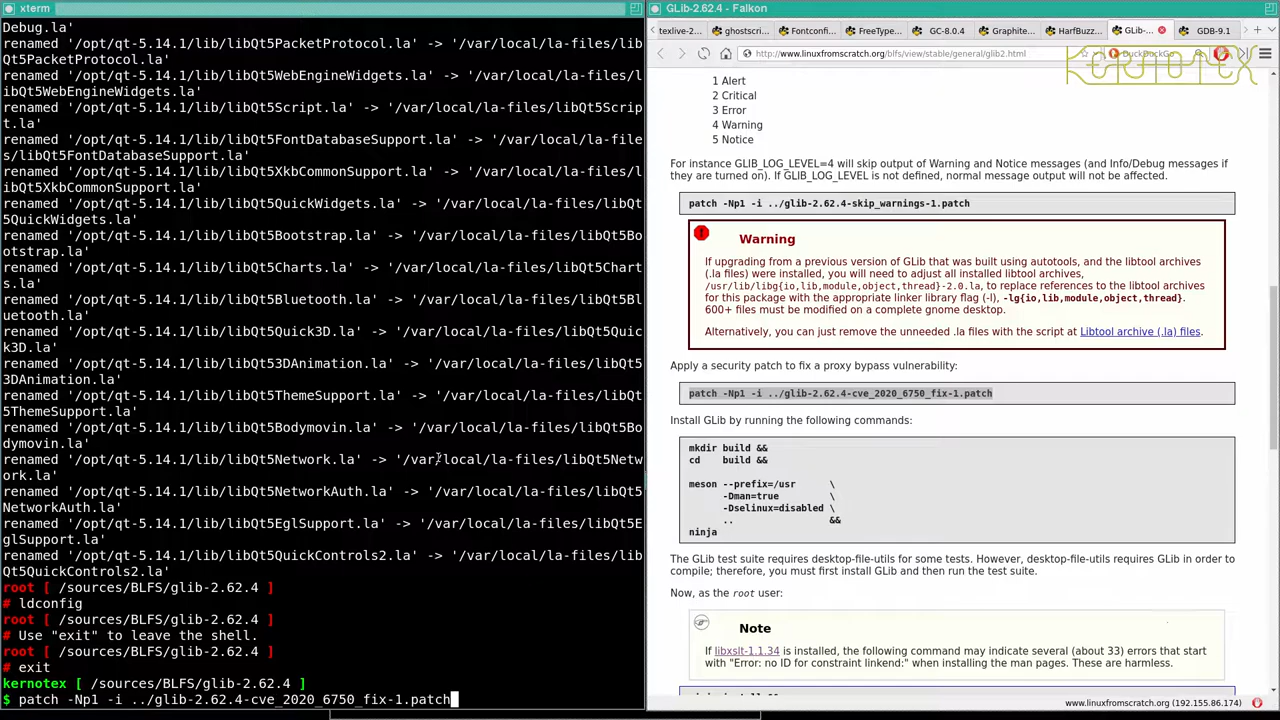 xterm
Debug.la'
renamed '/opt/qt-5.14.1/lib/libQt5PacketProtocol.la' -> '/var/local/la-files/lib
Qt5PacketProtocol.la'
renamed '/opt/qt-5.14.1/lib/libQt5WebEngineWidgets.la' -> '/var/local/la-files/l
ibQt5WebEngineWidgets.la'
renamed '/opt/qt-5.14.1/lib/libQt5Script.la' -> '/var/local/la-files/libQt5Scrip
t.la'
renamed '/opt/qt-5.14.1/lib/libQt5FontDatabaseSupport.la' -> '/var/local/la-file
s/libQt5FontDatabaseSupport.la'
renamed '/opt/qt-5.14.1/lib/libQt5XkbCommonSupport.la' -> '/var/local/la-files/l
ibQt5XkbCommonSupport.la'
renamed '/opt/qt-5.14.1/lib/libQt5QuickWidgets.la' -> '/var/local/la-files/libQt
5QuickWidgets.la'
renamed '/opt/qt-5.14.1/lib/libQt5Bootstrap.la' -> '/var/local/la-files/libQt5Bo
otstrap.la'
renamed '/opt/qt-5.14.1/lib/libQt5Charts.la' -> '/var/local/la-files/libQt5Chart
s.la'
renamed '/opt/qt-5.14.1/lib/libQt5Bluetooth.la' -> '/var/local/la-files/libQt5Bl
uetooth.la'
renamed '/opt/qt-5.14.1/lib/libQt5Quick3D.la' -> '/var/local/la-files/libQt5Quic
k3D.la'
renamed '/opt/qt-5.14.1/lib/libQt53DAnimation.la' -> '/var/local/la-files/libQt5
3DAnimation.la'
renamed '/opt/qt-5.14.1/lib/libQt5ThemeSupport.la' -> '/var/local/la-files/libQt
5ThemeSupport.la'
renamed '/opt/qt-5.14.1/lib/libQt5Bodymovin.la' -> '/var/local/la-files/libQt5Bo
dymovin.la'
renamed '/opt/qt-5.14.1/lib/libQt5Network.la' -> '/var/local/la-files/libQt5Netw
ork.la'
renamed '/opt/qt-5.14.1/lib/libQt5NetworkAuth.la' -> '/var/local/la-files/libQt5
NetworkAuth.la'
renamed '/opt/qt-5.14.1/lib/libQt5EglSupport.la' -> '/var/local/la-files/libQt5E
glSupport.la'
renamed '/opt/qt-5.14.1/lib/libQt5QuickControls2.la' -> '/var/local/la-files/lib
Qt5QuickControls2.la'
root [ /sources/BLFS/glib-2.62.4 ]
# ldconfig
root [ /sources/BLFS/glib-2.62.4 ]
# Use "exit" to leave the shell.
root [ /sources/BLFS/glib-2.62.4 ]
# exit
kernotex [ /sources/BLFS/glib-2.62.4 ]
$ patch -Np1 -i ../glib-2.62.4-cve_2020_6750_fix-1.patch
GLib-2.62.4 - Falkon
texlive-2... ghostscri... Fontconfi... FreeType... GC-8.0.4 Graphite... HarfBuzz... GLib-... GDB-9.1
http://www.linuxfromscratch.org/blfs/view/stable/general/glib2.html DuckDuckGo
KERNOTEX
1 Alert
2 Critical
3 Error
4 Warning
5 Notice
For instance GLIB_LOG_LEVEL=4 will skip output of Warning and Notice messages (and Info/Debug messages if
they are turned on). If GLIB_LOG_LEVEL is not defined, normal message output will not be affected.
patch -Np1 -i ../glib-2.62.4-skip_warnings-1.patch
Warning
If upgrading from a previous version of GLib that was built using autotools, and the libtool archives
(.la files) were installed, you will need to adjust all installed libtool archives,
/usr/lib/libg{io,lib,module,object,thread}-2.0.la, to replace references to the libtool archives
for this package with the appropriate linker library flag (-l), -lg{io,lib,module,object,thread}.
600+ files must be modified on a complete gnome desktop.
Alternatively, you can just remove the unneeded .la files with the script at Libtool archive (.la) files.
Apply a security patch to fix a proxy bypass vulnerability:
patch -Np1 -i ../glib-2.62.4-cve_2020_6750_fix-1.patch
Install GLib by running the following commands:
mkdir build &&
cd    build &&
meson --prefix=/usr      \
      -Dman=true         \
      -Dselinux=disabled \
      ..                 &&
ninja
The GLib test suite requires desktop-file-utils for some tests. However, desktop-file-utils requires GLib in order to
compile; therefore, you must first install GLib and then run the test suite.
Now, as the root user:
Note
If libxslt-1.1.34 is installed, the following command may indicate several (about 33) errors that start
with "Error: no ID for constraint linkend:" when installing the man pages. These are harmless.
www.linuxfromscratch.org (192.155.86.174)